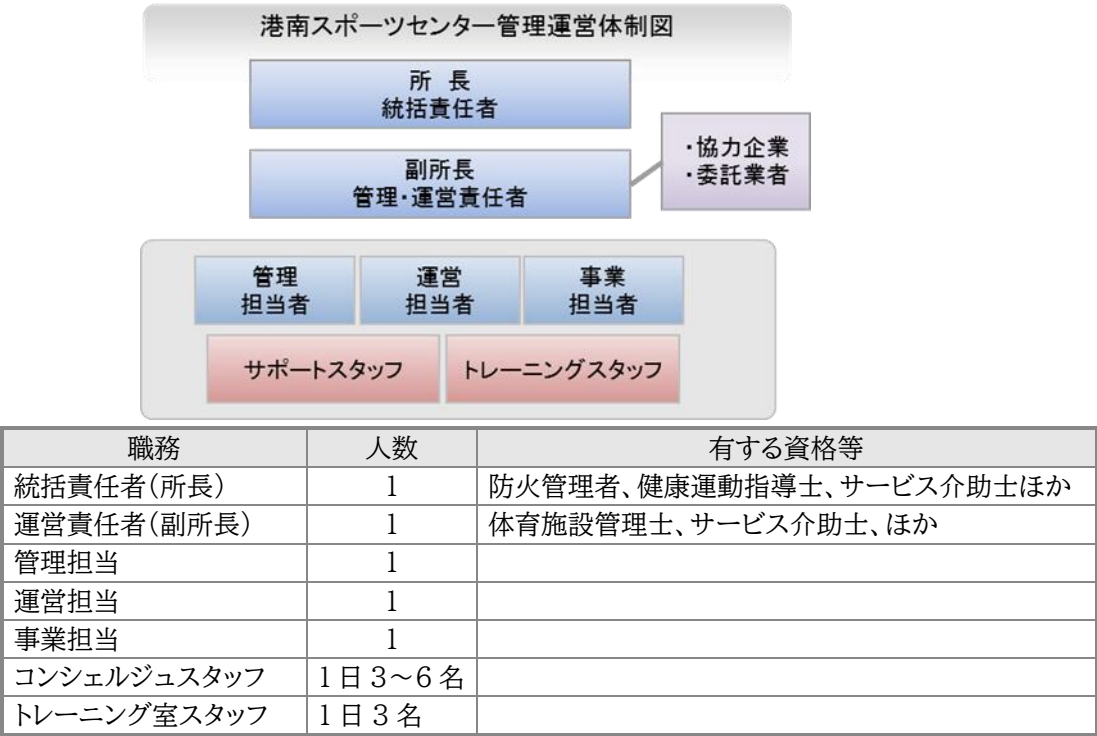 港南スポーツセンター管理運営体制図
所 長
統括責任者
副所長
管理・運営責任者
・協力企業
・委託業者
管理
担当者
運営
担当者
事業
担当者
サポートスタッフ
トレーニングスタッフ
職務 人数 有する資格等
統括責任者(所長) 1 防火管理者、健康運動指導士、サービス介助士ほか
運営責任者(副所長) 1 体育施設管理士、サービス介助士、ほか
管理担当 1
運営担当 1
事業担当 1
コンシェルジュスタッフ 1日3~6名
トレーニング室スタッフ 1日3名